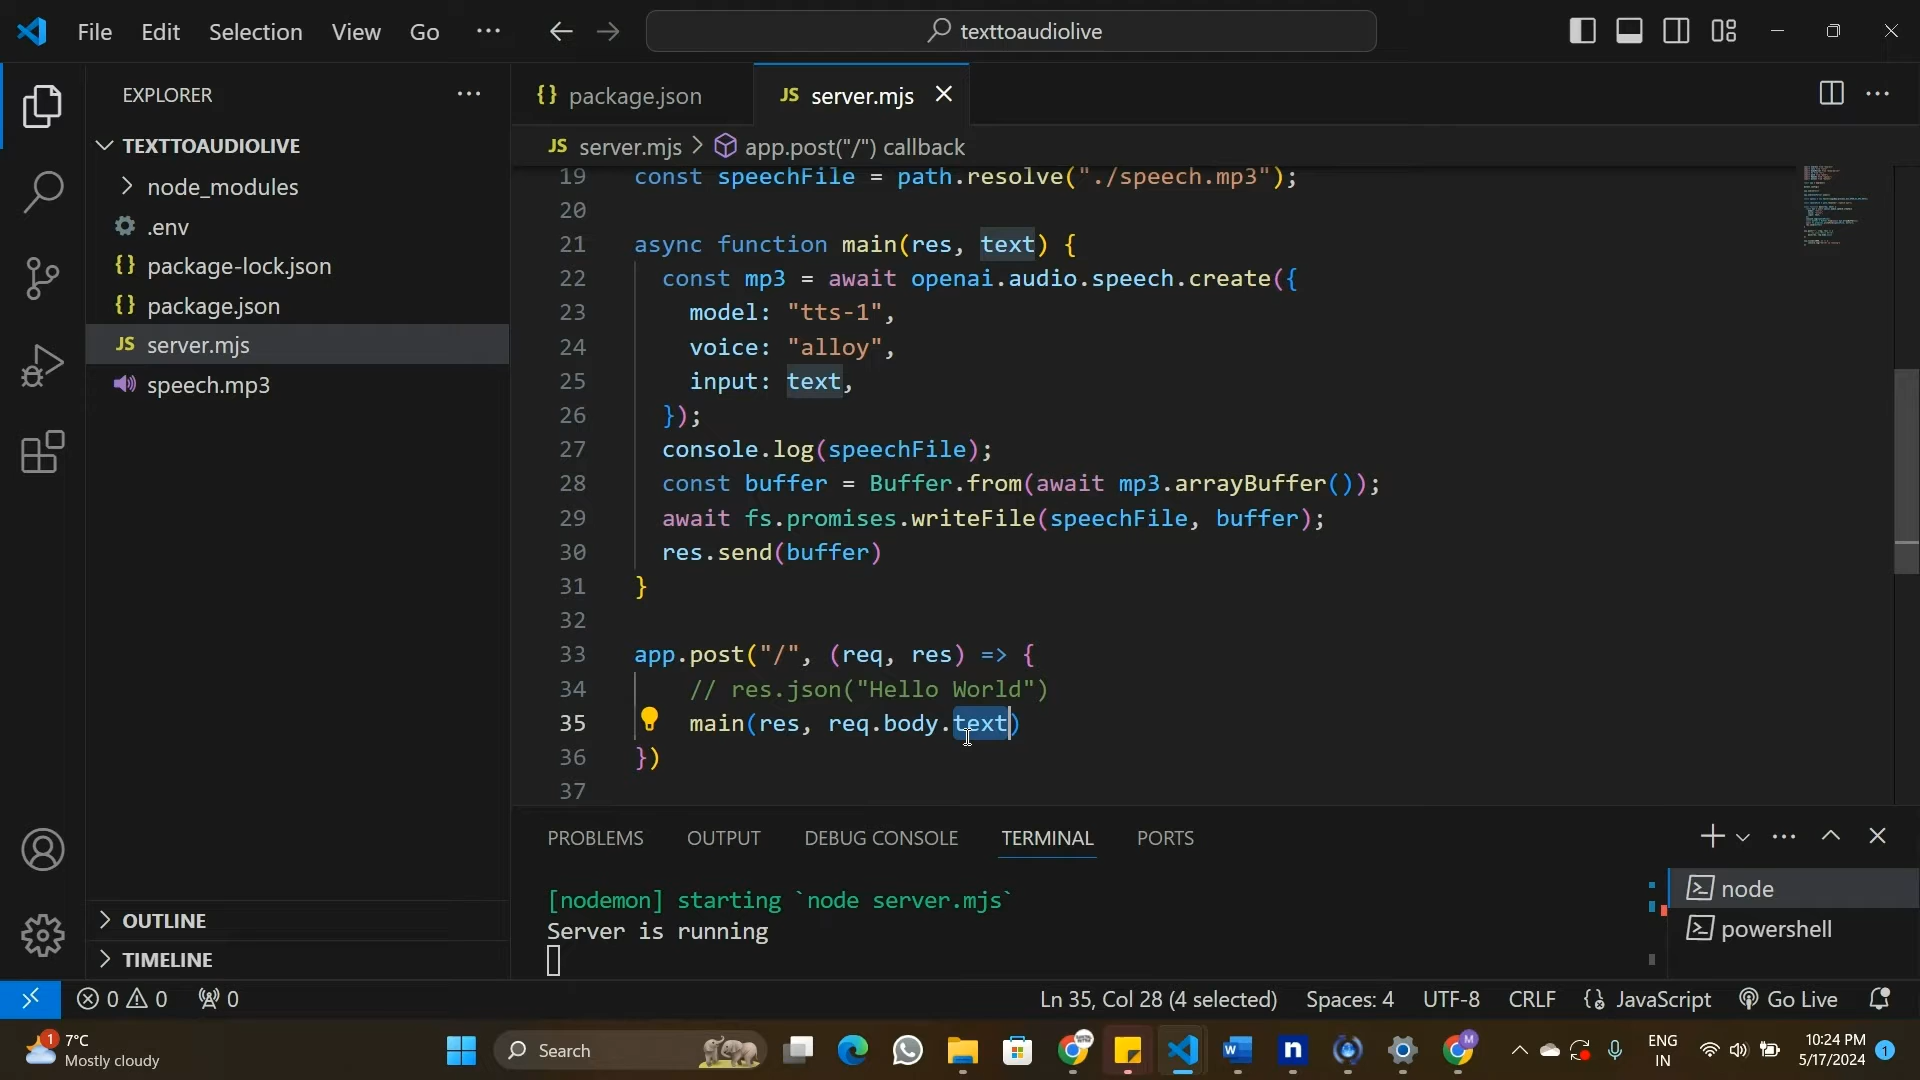 File Edit Selection View Go ··· texttoaudiolive
EXPLORER ···
TEXTTOAUDIOLIVE
node_modules
.env
{} package-lock.json
{} package.json
JS server.mjs
speech.mp3
OUTLINE
TIMELINE
{} package.json JS server.mjs
JS server.mjs > app.post("/") callback
19 const speechFile = path.resolve("./speech.mp3");
20
21 async function main(res, text) {
22 const mp3 = await openai.audio.speech.create({
23 model: "tts-1",
24 voice: "alloy",
25 input: text,
26 });
27 console.log(speechFile);
28 const buffer = Buffer.from(await mp3.arrayBuffer());
29 await fs.promises.writeFile(speechFile, buffer);
30 res.send(buffer)
31 }
32
33 app.post("/", (req, res) => {
34 // res.json("Hello World")
35 main(res, req.body.text)
36 })
37
PROBLEMS OUTPUT DEBUG CONSOLE TERMINAL PORTS
[nodemon] starting `node server.mjs`
Server is running
node
powershell
0 0 0 Ln 35, Col 28 (4 selected) Spaces: 4 UTF-8 CRLF JavaScript Go Live
1 7°C
Mostly cloudy
Search
ENG
IN
10:24 PM
5/17/2024
1